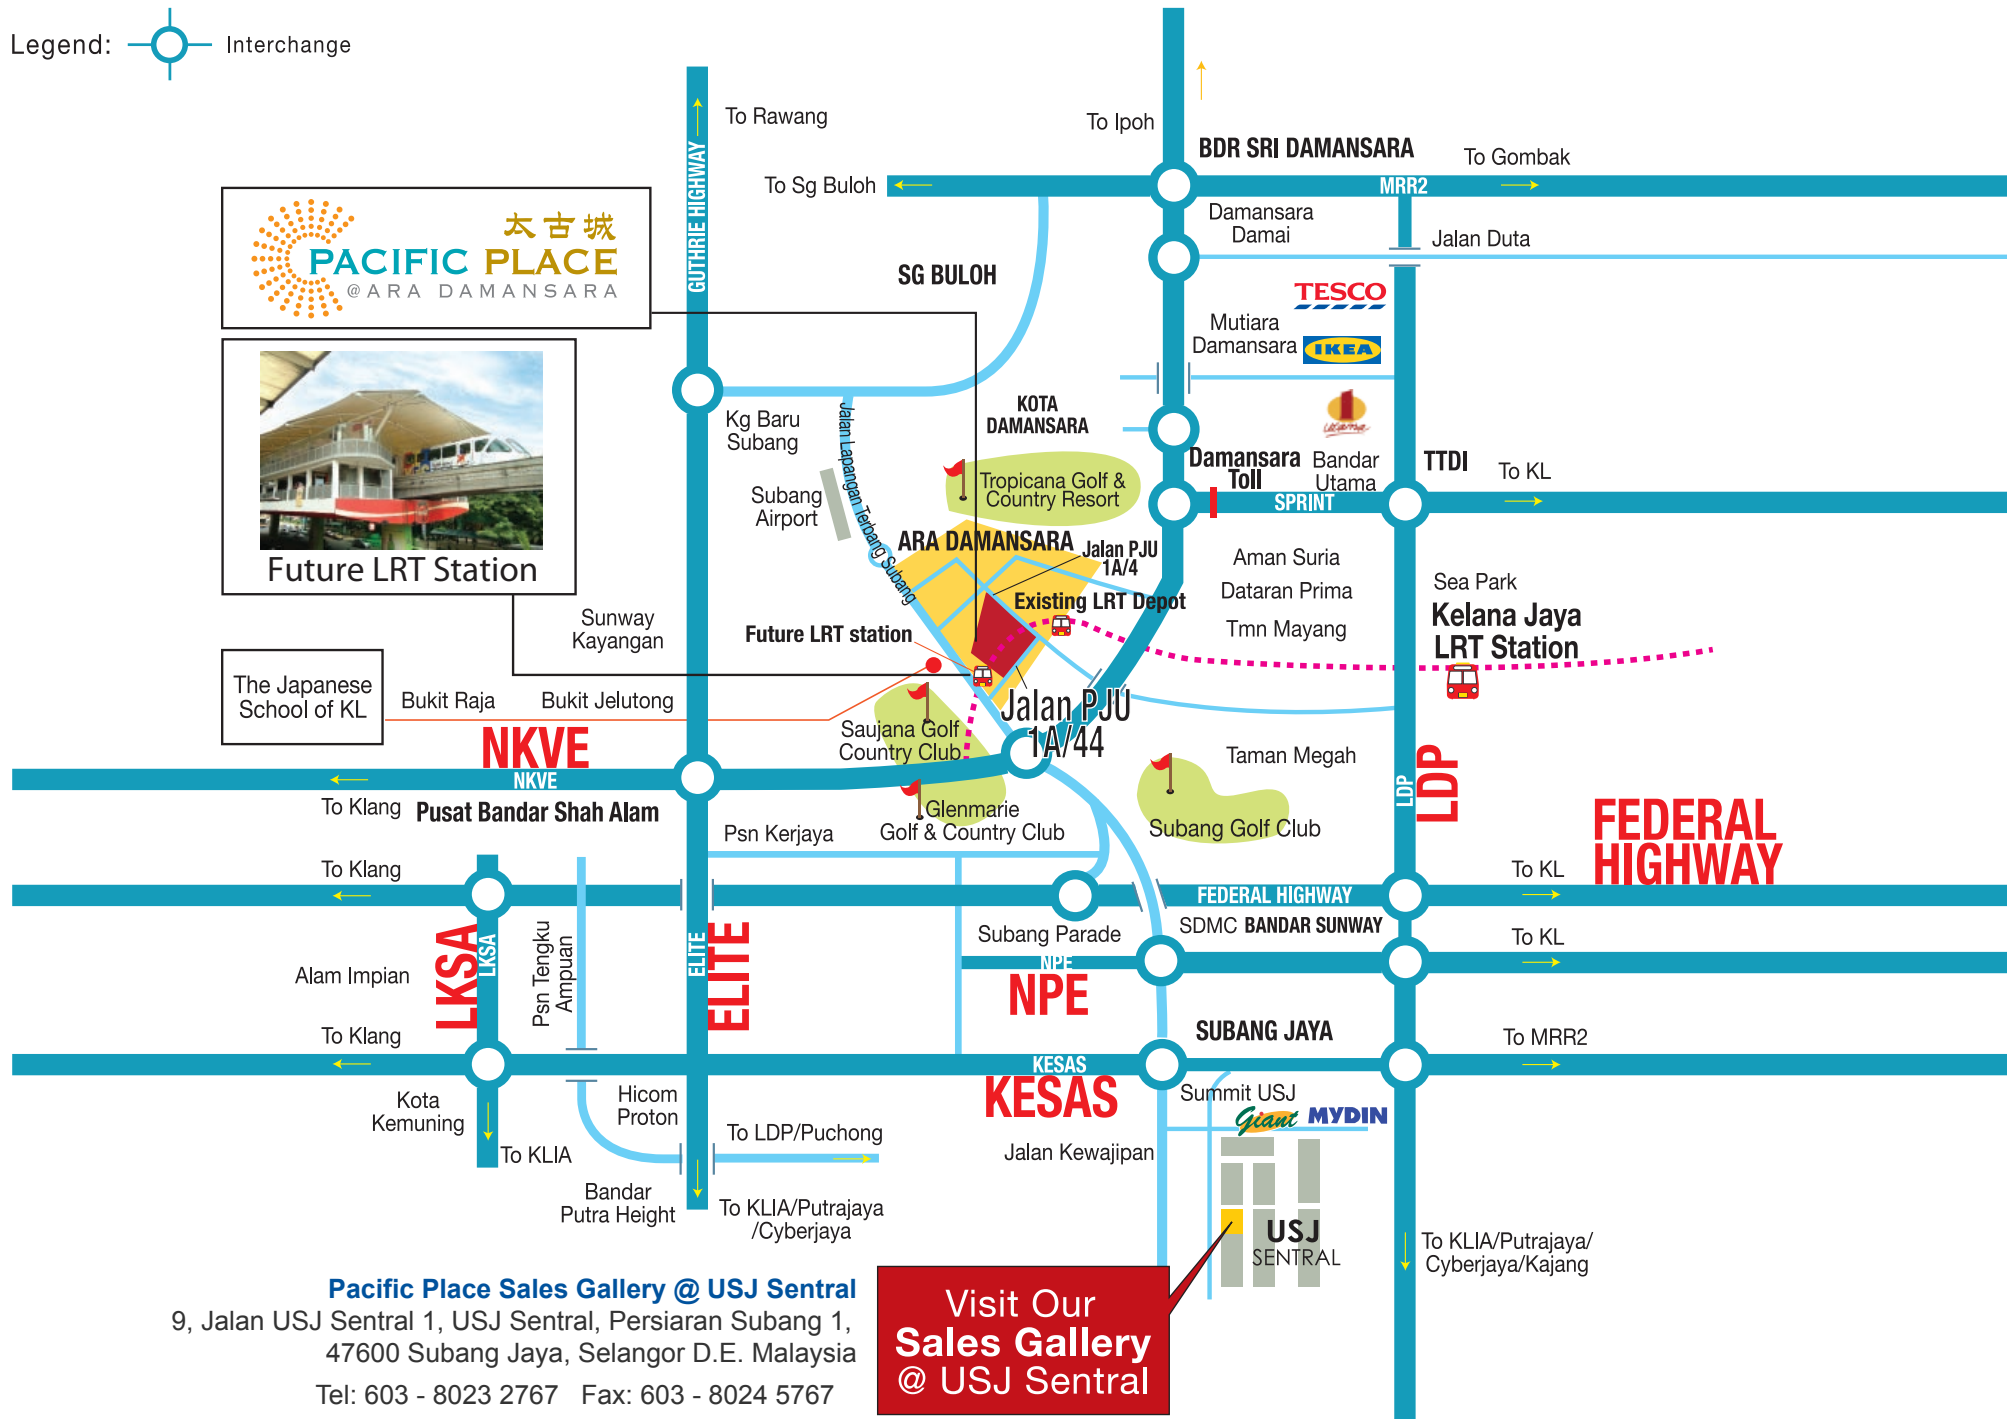 Legend:
Interchange
To Rawang
To Ipoh
BDR SRI DAMANSARA
To Gombak
To Sg Buloh
MRR2
GUTHRIE HIGHWAY
太古城
PACIFIC PLACE
@ARA DAMANSARA
Damansara
Damai
Jalan Duta
SG BULOH
TESCO
Mutiara
Damansara
IKEA
Future LRT Station
Kg Baru
Subang
Jalan Lapangan Terbang Subang
KOTA
DAMANSARA
1
Utama
Damansara
Toll
Bandar
Utama
TTDI
To KL
SPRINT
Tropicana Golf &
Country Resort
Subang
Airport
ARA DAMANSARA
Jalan PJU
1A/4
Aman Suria
Dataran Prima
Tmn Mayang
Sea Park
Kelana Jaya
LRT Station
Existing LRT Depot
Sunway
Kayangan
Future LRT station
The Japanese
School of KL
Bukit Raja
Bukit Jelutong
Jalan PJU
1A/44
Saujana Golf
Country Club
NKVE
NKVE
To Klang
Pusat Bandar Shah Alam
Taman Megah
LDP
LDP
Glenmarie
Golf & Country Club
Subang Golf Club
Psn Kerjaya
FEDERAL
HIGHWAY
To Klang
To KL
FEDERAL HIGHWAY
Subang Parade
SDMC BANDAR SUNWAY
To KL
LKSA
LKSA
Psn Tengku
Ampuan
ELITE
ELITE
Alam Impian
NPE
NPE
To Klang
SUBANG JAYA
To MRR2
KESAS
KESAS
Kota
Kemuning
Hicom
Proton
Summit USJ
Giant
MYDIN
To KLIA
To LDP/Puchong
Jalan Kewajipan
Bandar
Putra Height
To KLIA/Putrajaya
/Cyberjaya
USJ
SENTRAL
To KLIA/Putrajaya/
Cyberjaya/Kajang
Pacific Place Sales Gallery @ USJ Sentral
9, Jalan USJ Sentral 1, USJ Sentral, Persiaran Subang 1,
47600 Subang Jaya, Selangor D.E. Malaysia
Tel: 603 - 8023 2767 Fax: 603 - 8024 5767
Visit Our
Sales Gallery
@ USJ Sentral